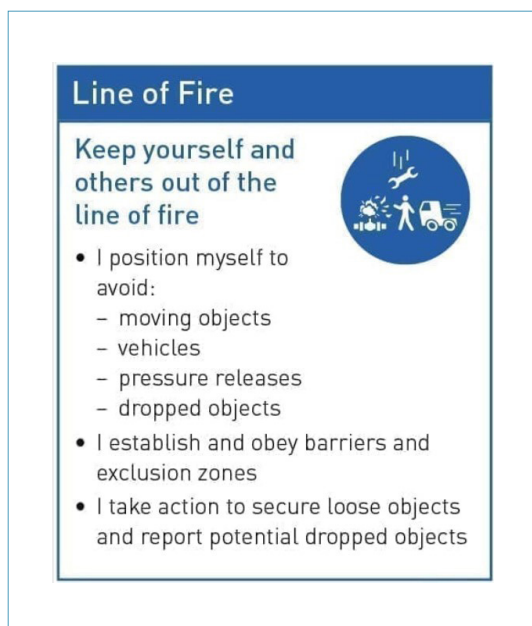 Line of Fire
Keep yourself and
others out of the
line of fire
• I position myself to
avoid:
– moving objects
– vehicles
– pressure releases
– dropped objects
• I establish and obey barriers and
exclusion zones
• I take action to secure loose objects
and report potential dropped objects